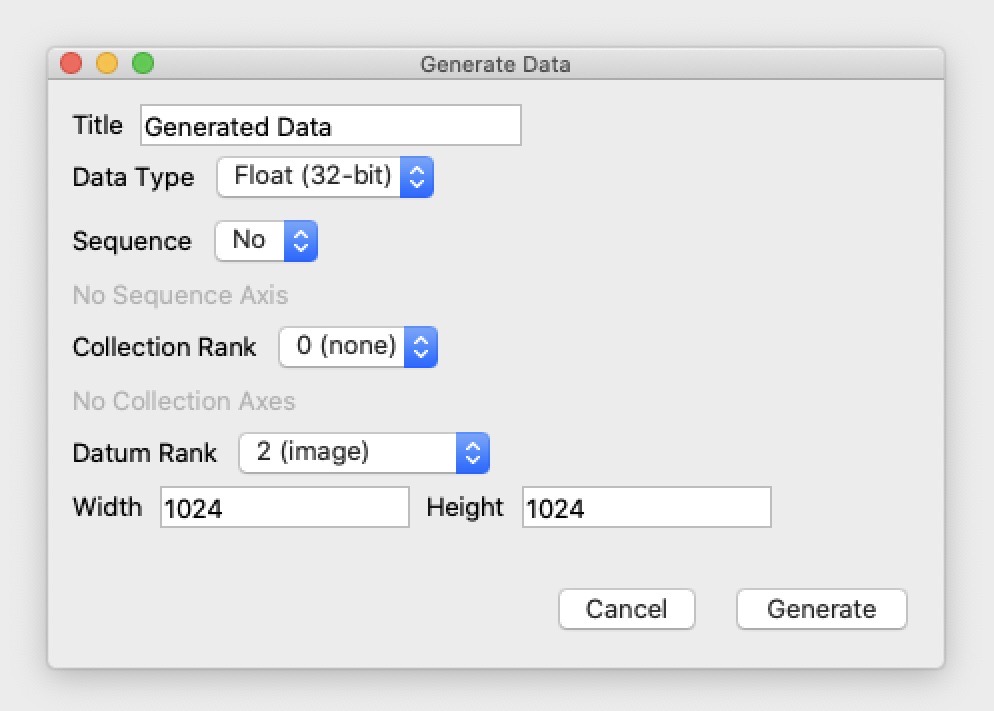 Generate Data
Title Generated Data
Data Type Float (32-bit)
Sequence No
No Sequence Axis
Collection Rank 0 (none)
No Collection Axes
Datum Rank 2 (image)
Width 1024 Height 1024
Cancel Generate